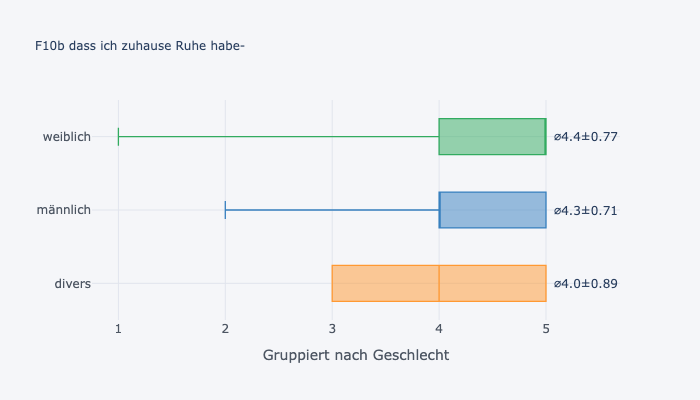 F10b dass ich zuhause Ruhe habe-
weiblich
⌀4.4±0.77
männlich
⌀4.3±0.71
divers
⌀4.0±0.89
1 2 3 4 5
Gruppiert nach Geschlecht